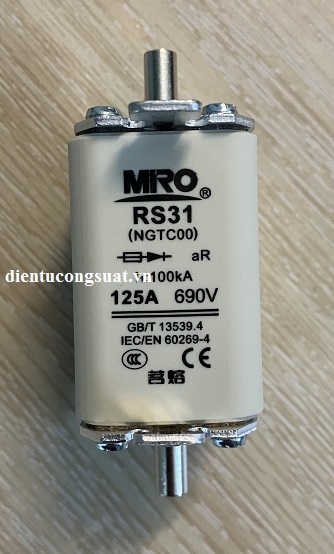 MRO®
RS31
(NGTC00)
aR
100kA
125A 690V
GB/T 13539.4
IEC/EN 60269-4
CCC CE
茗熔
dientucongsuat.vn